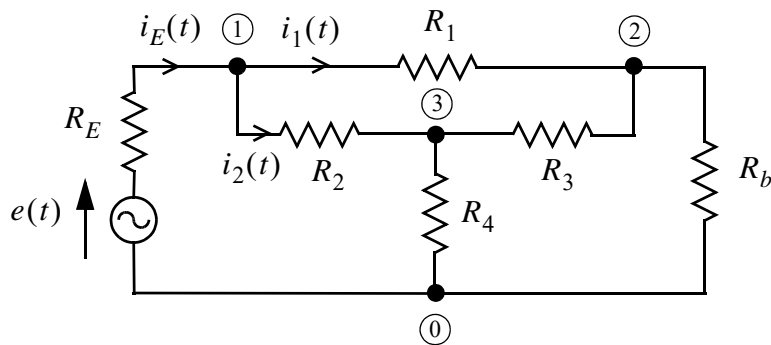 i_E(t) ① i_1(t) R_1 ②
③
R_E
i_2(t) R_2 R_3 R_b
e(t) R_4
⓪